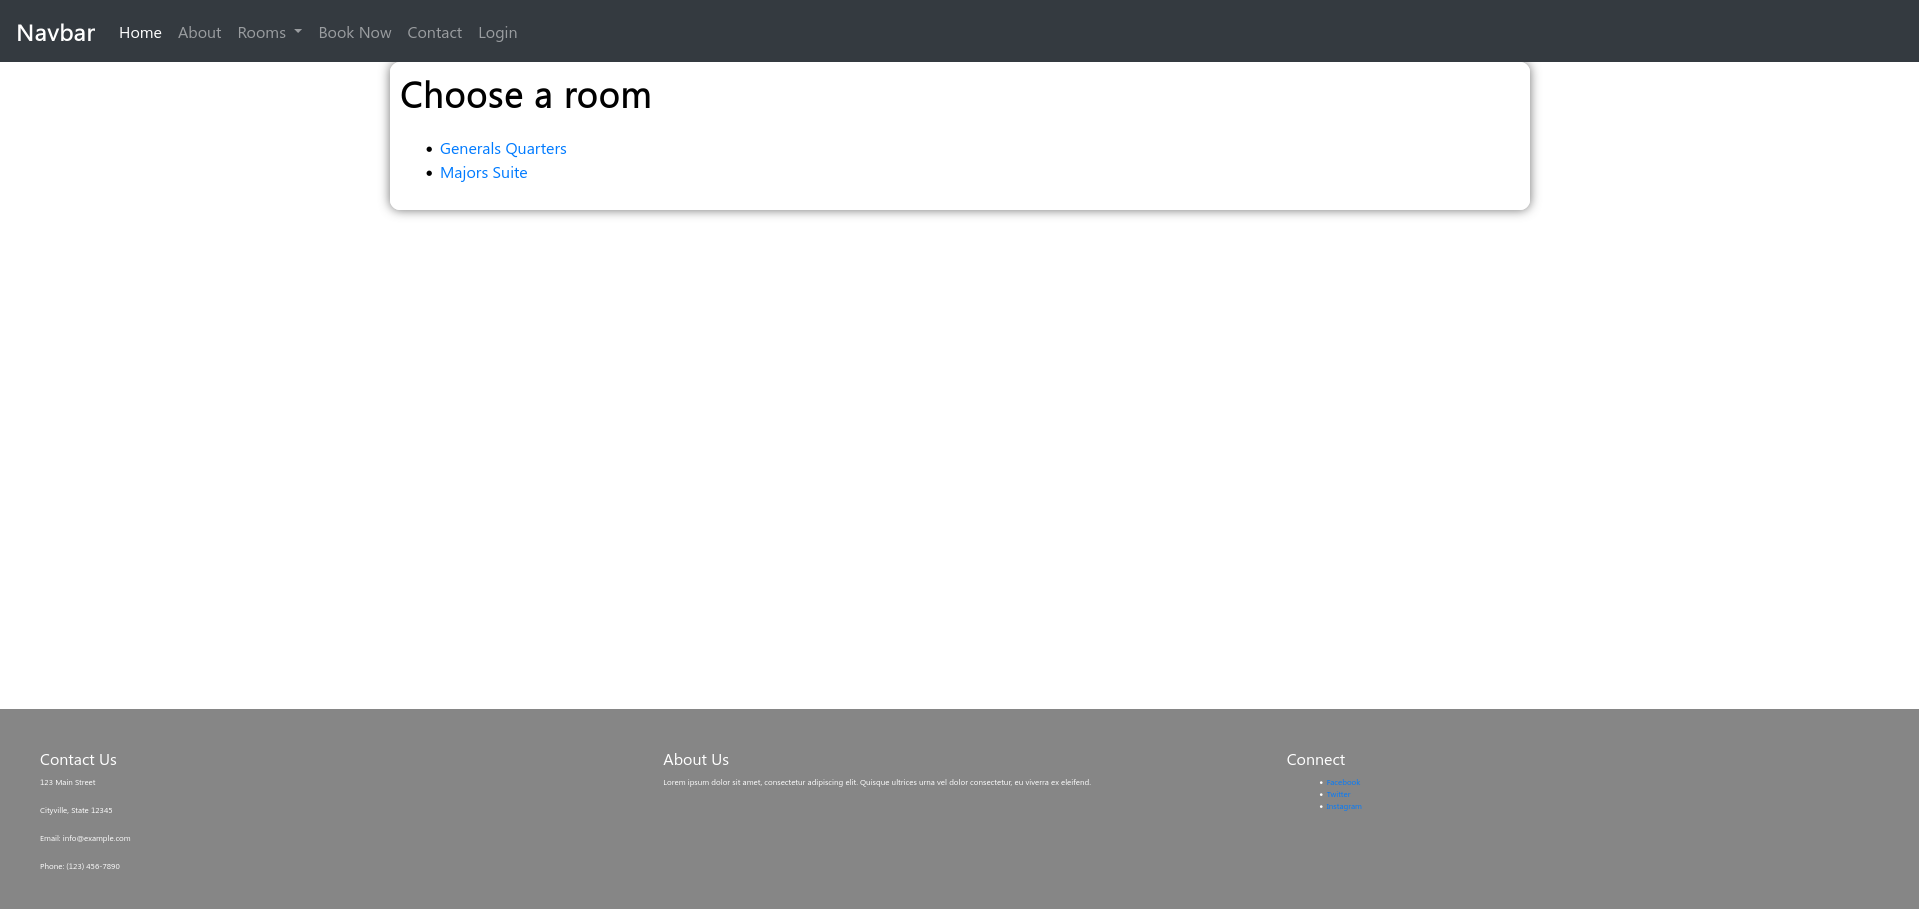 Navbar Home About Rooms Book Now Contact Login
Choose a room
• Generals Quarters
• Majors Suite
Contact Us
123 Main Street
Cityville, State 12345
Email: info@example.com
Phone: (123) 456-7890
About Us
Lorem ipsum dolor sit amet, consectetur adipiscing elit. Quisque ultrices urna vel dolor consectetur, eu viverra ex eleifend.
Connect
• Facebook
• Twitter
• Instagram